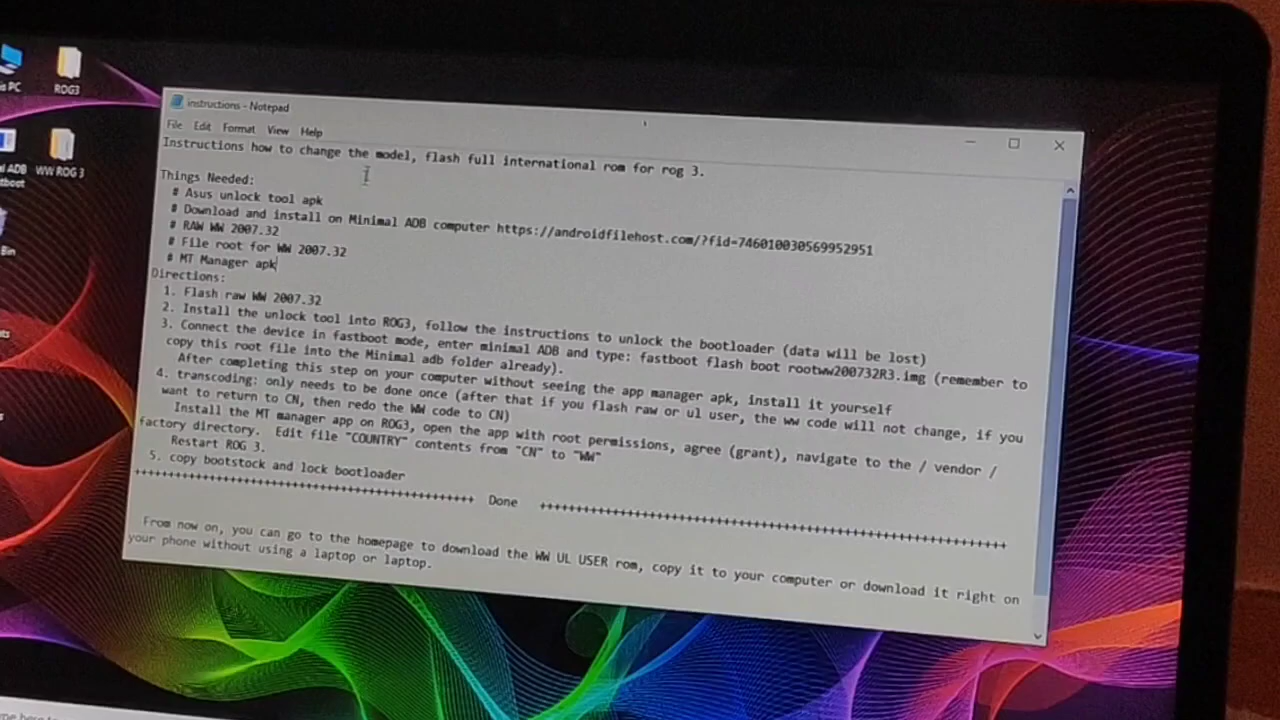 is PC
ROG3
al ADB
tboot
WW ROG 3
Bin
instructions - Notepad
File Edit Format View Help
Instructions how to change the model, flash full international rom for rog 3.
Things Needed:
# Asus unlock tool apk
# Download and install on Minimal ADB computer https://androidfilehost.com/?fid=746010030569952951
# RAW WW 2007.32
# File root for WW 2007.32
# MT Manager apk
Directions:
1. Flash raw WW 2007.32
2. Install the unlock tool into ROG3, follow the instructions to unlock the bootloader (data will be lost)
3. Connect the device in fastboot mode, enter minimal ADB and type: fastboot flash boot rootww200732R3.img (remember to
copy this root file into the Minimal adb folder already).
After completing this step on your computer without seeing the app manager apk, install it yourself
4. transcoding: only needs to be done once (after that if you flash raw or ul user, the ww code will not change, if you
want to return to CN, then redo the WW code to CN)
Install the MT manager app on ROG3, open the app with root permissions, agree (grant), navigate to the / vendor /
factory directory. Edit file "COUNTRY" contents from "CN" to "WW"
Restart ROG 3.
5. copy bootstock and lock bootloader
Done
From now on, you can go to the homepage to download the WW UL USER rom, copy it to your computer or download it right on
your phone without using a laptop or laptop.